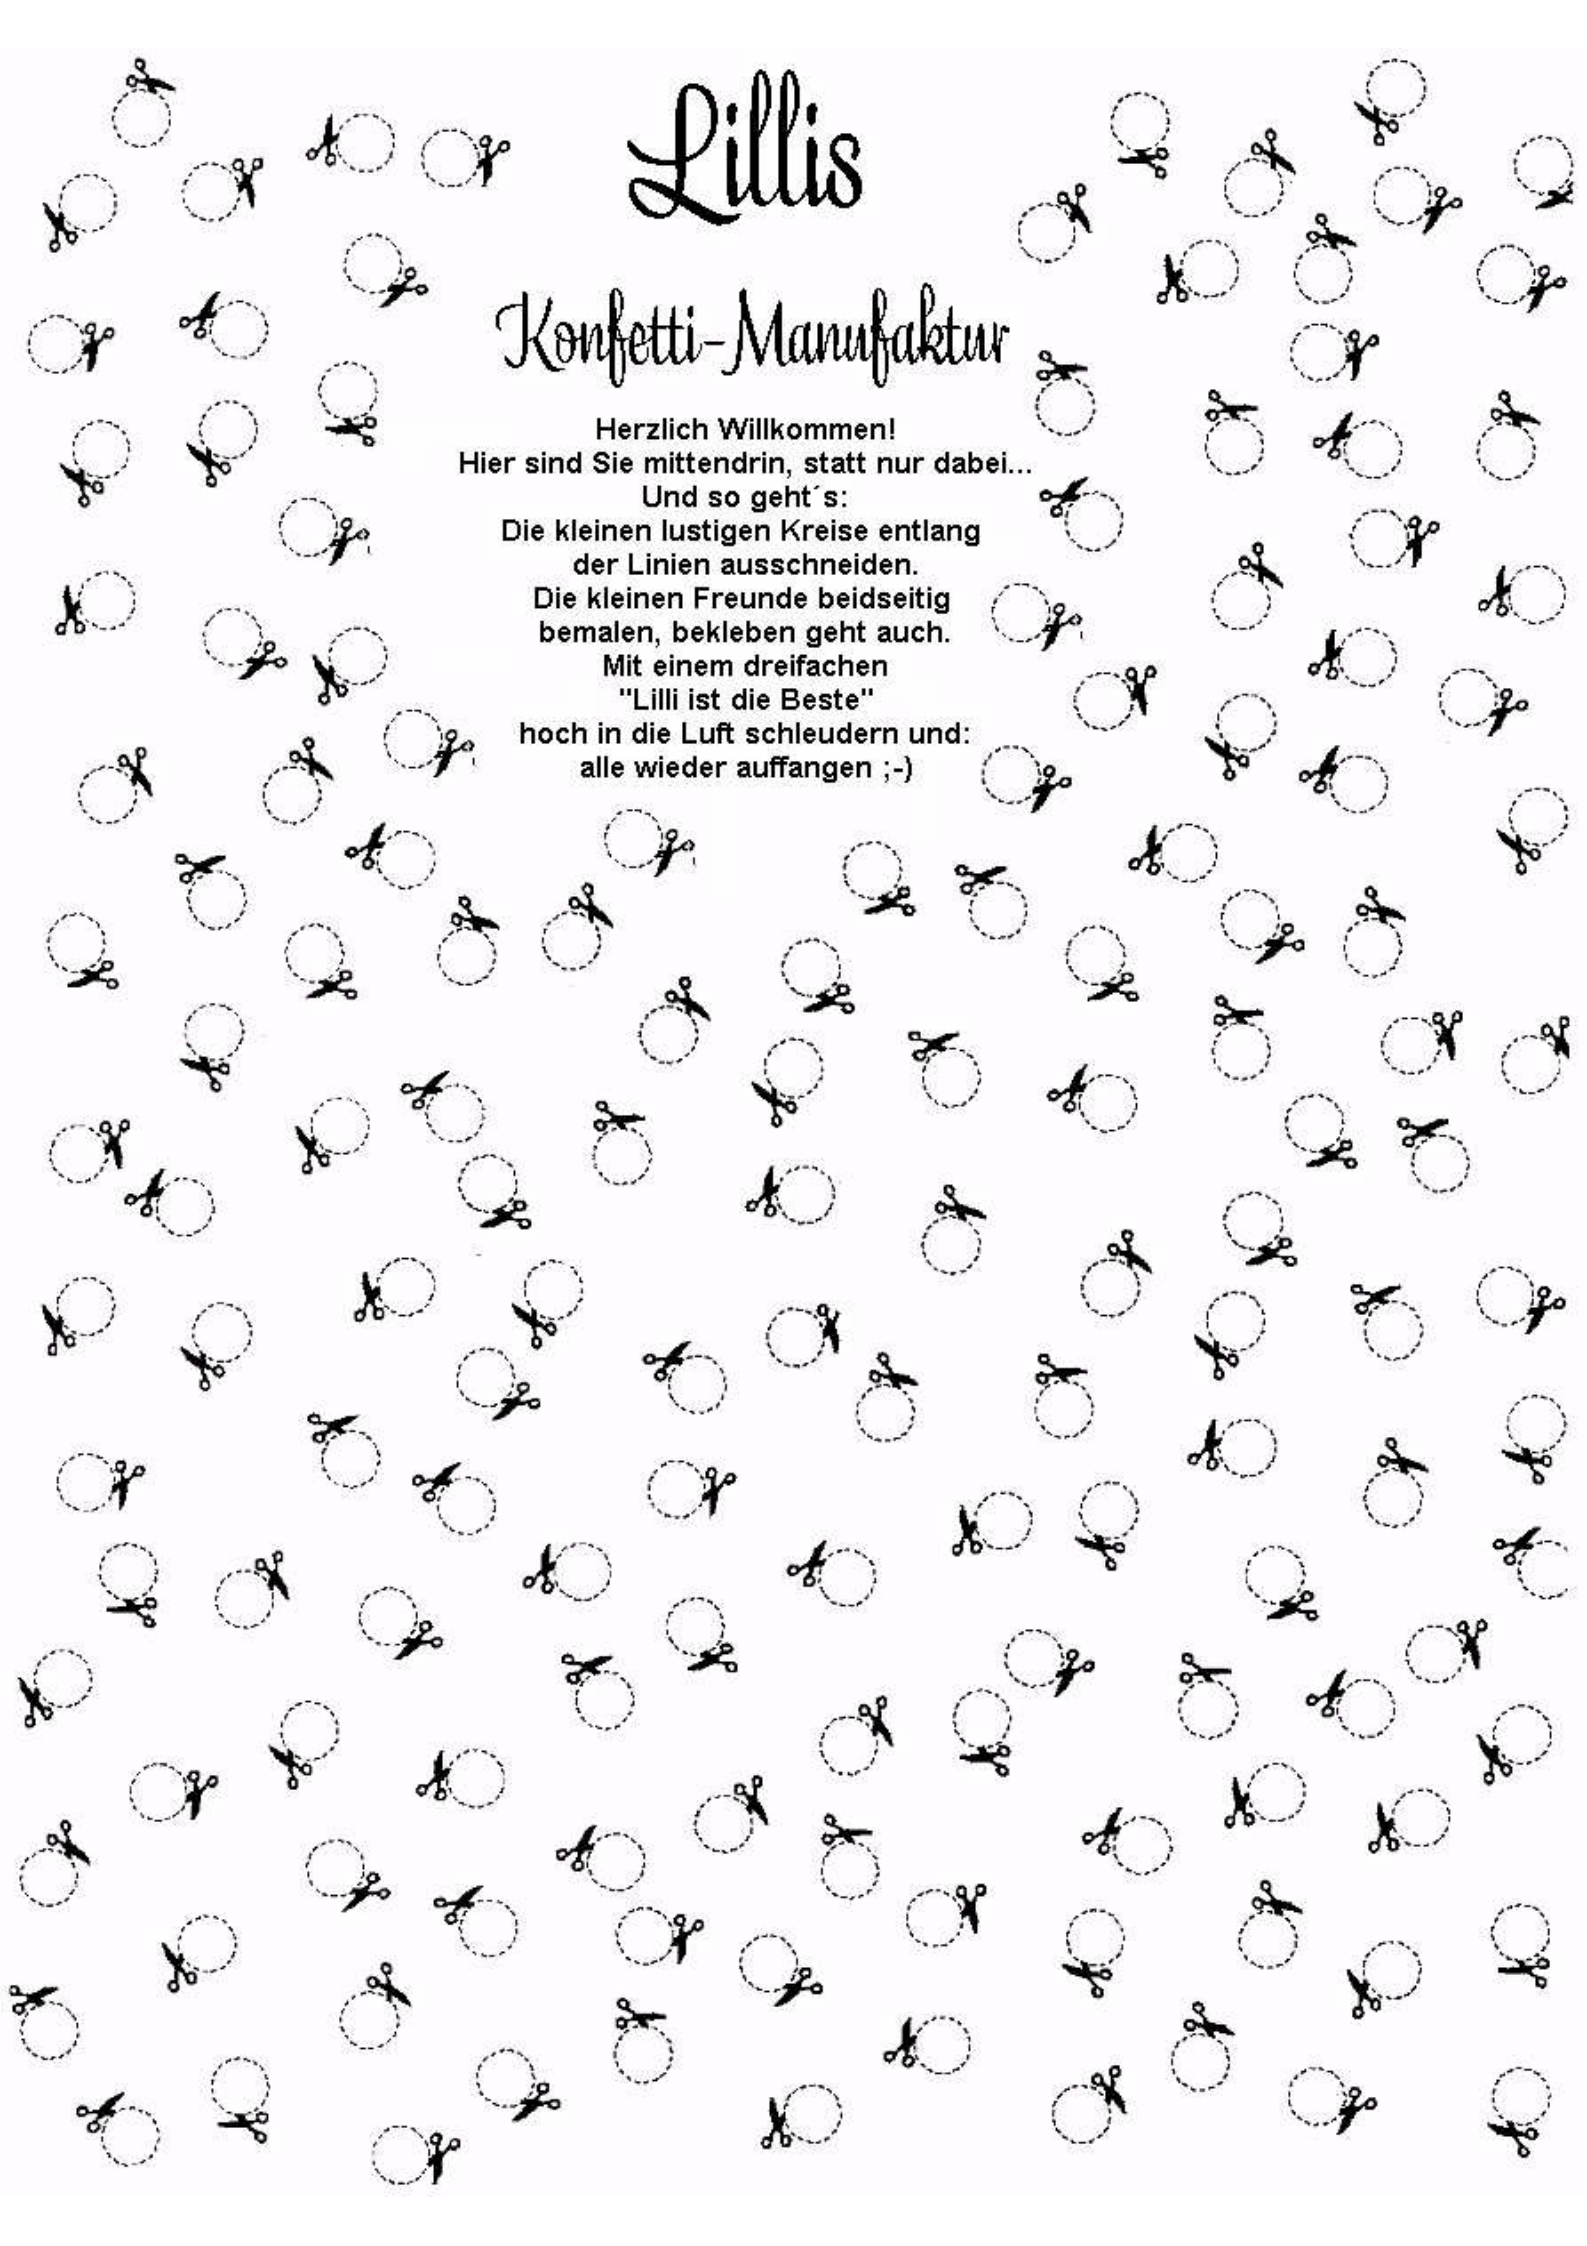 Lillis
Konfetti-Manufaktur
Herzlich Willkommen!
Hier sind Sie mittendrin, statt nur dabei...
Und so geht´s:
Die kleinen lustigen Kreise entlang
der Linien ausschneiden.
Die kleinen Freunde beidseitig
bemalen, bekleben geht auch.
Mit einem dreifachen
"Lilli ist die Beste"
hoch in die Luft schleudern und:
alle wieder auffangen ;-)